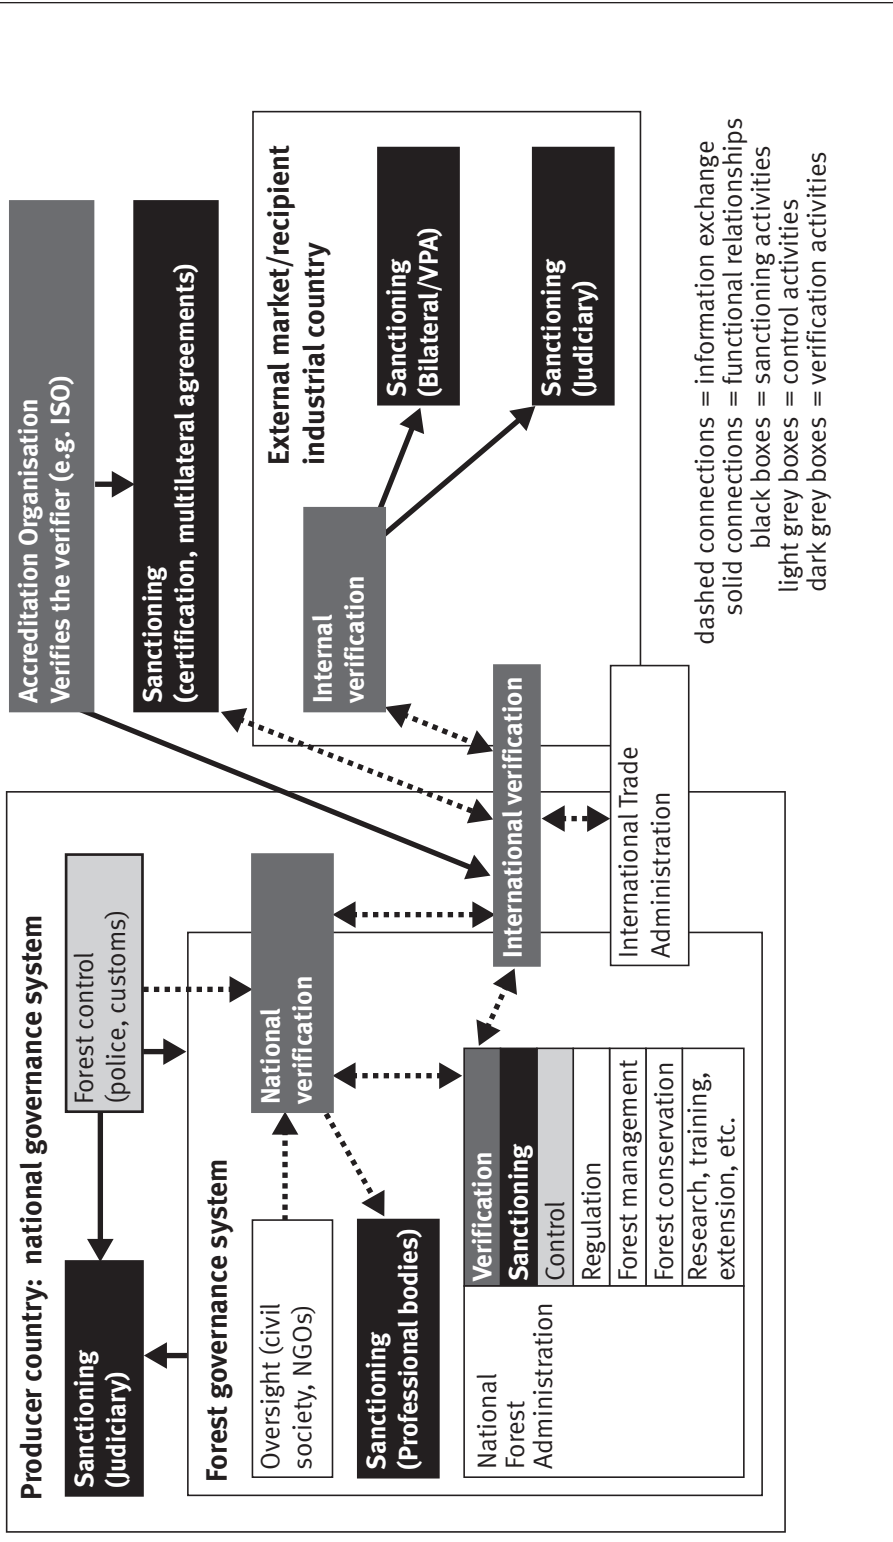 Producer country: national governance system
Sanctioning
(Judiciary)
Forest control
(police, customs)
Forest governance system
Oversight (civil
society, NGOs)
National
verification
Sanctioning
(Professional bodies)
National
Forest
Administration
Verification
Sanctioning
Control
Regulation
Forest management
Forest conservation
Research, training,
extension, etc.
Accreditation Organisation
Verifies the verifier (e.g. ISO)
Sanctioning
(certification, multilateral agreements)
External market/recipient
industrial country
Internal
verification
Sanctioning
(Bilateral/VPA)
Sanctioning
(Judiciary)
International verification
International Trade
Administration
dashed connections = information exchange
solid connections = functional relationships
black boxes = sanctioning activities
light grey boxes = control activities
dark grey boxes = verification activities